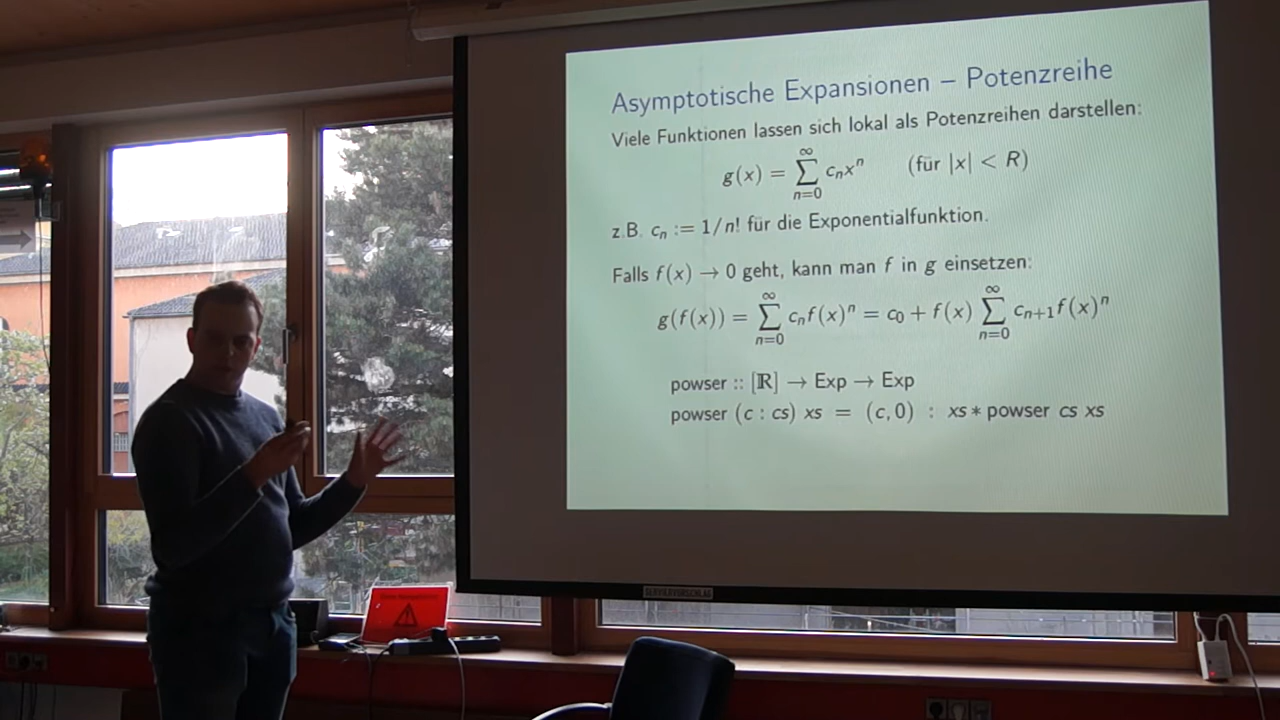 Asymptotische Expansionen – Potenzreihe
Viele Funktionen lassen sich lokal als Potenzreihen darstellen:
g(x) = ∑_{n=0}^{∞} c_n x^n (für |x| < R)
z.B. c_n := 1/n! für die Exponentialfunktion.
Falls f(x) → 0 geht, kann man f in g einsetzen:
g(f(x)) = ∑_{n=0}^{∞} c_n f(x)^n = c_0 + f(x) ∑_{n=0}^{∞} c_{n+1} f(x)^n
powser :: [ℝ] → Exp → Exp
powser (c : cs) xs = (c, 0) : xs * powser cs xs
SERVIERVORSCHLAG